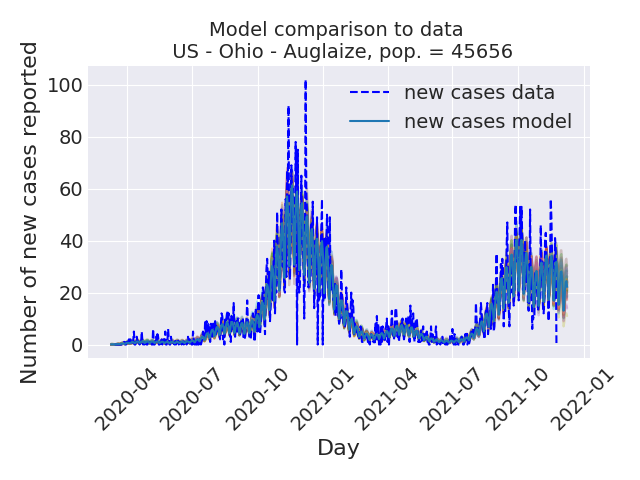 Model comparison to data
US - Ohio - Auglaize, pop. = 45656
Number of new cases reported
100
80
60
40
20
0
new cases data
new cases model
2020-04
2020-07
2020-10
2021-01
2021-04
2021-07
2021-10
2022-01
Day